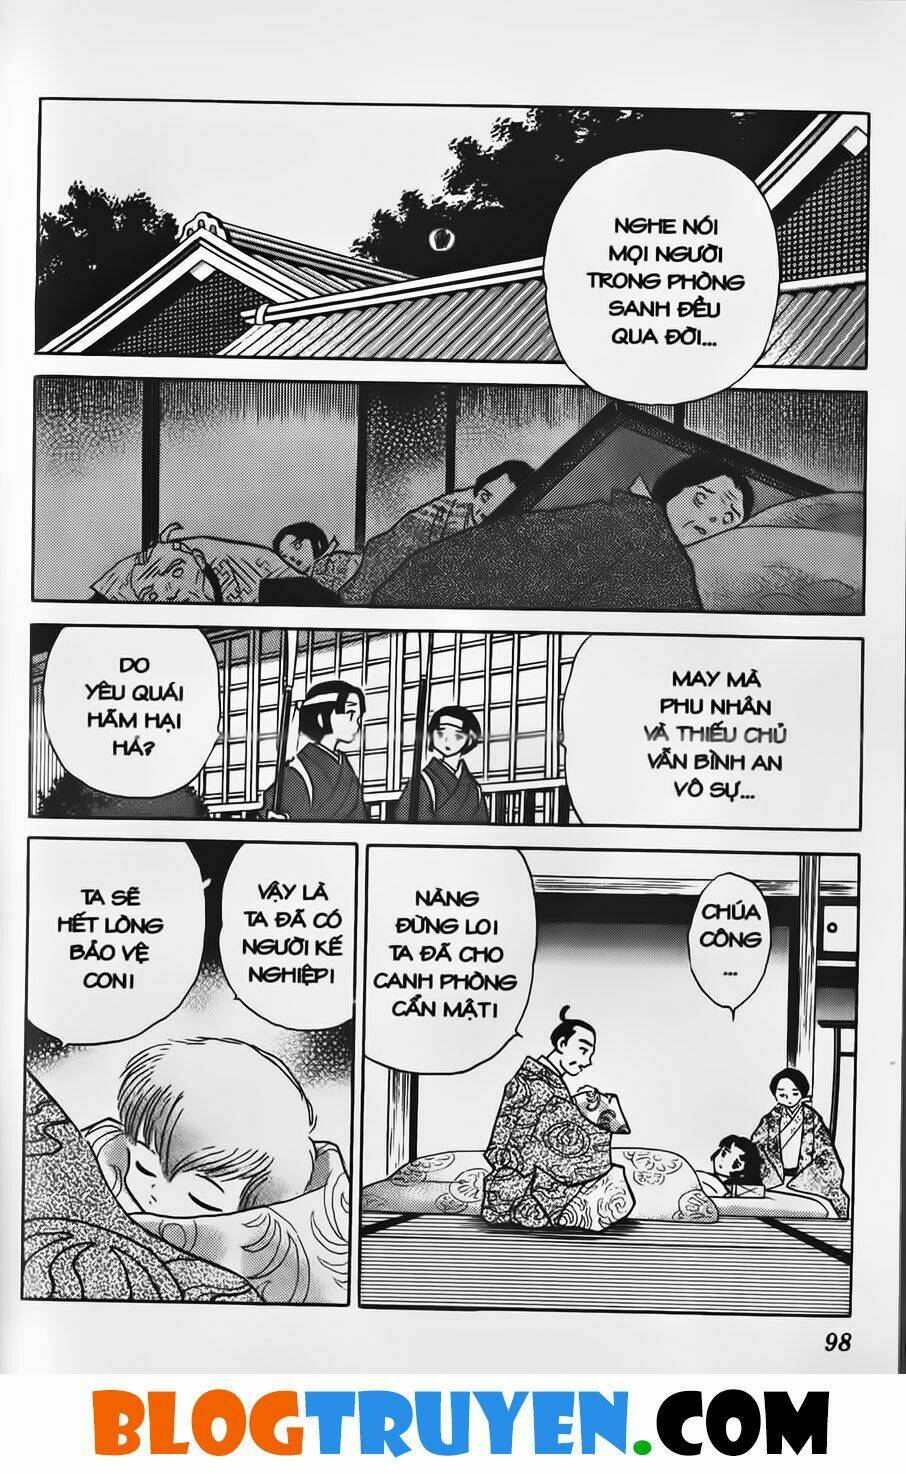 NGHE NÓI
MỌI NGƯỜI
TRONG PHÒNG
SANH ĐỀU
QUA ĐỜI...
MAY MÀ
PHU NHÂN
VÀ THIẾU CHỦ
VẪN BÌNH AN
VÔ SỰ...
DO
YÊU QUÁI
HÃM HẠI
HẢ?
CHÚA
CÔNG
...
NÀNG
ĐỪNG LO!
TA ĐÃ CHO
CANH PHÒNG
CẨN MẬT!
VẬY LÀ
TA ĐÃ CÓ
NGƯỜI KẾ
NGHIỆP!
TA SẼ
HẾT LÒNG
BẢO VỆ
CON!
98
BLOGTRUYEN.COM